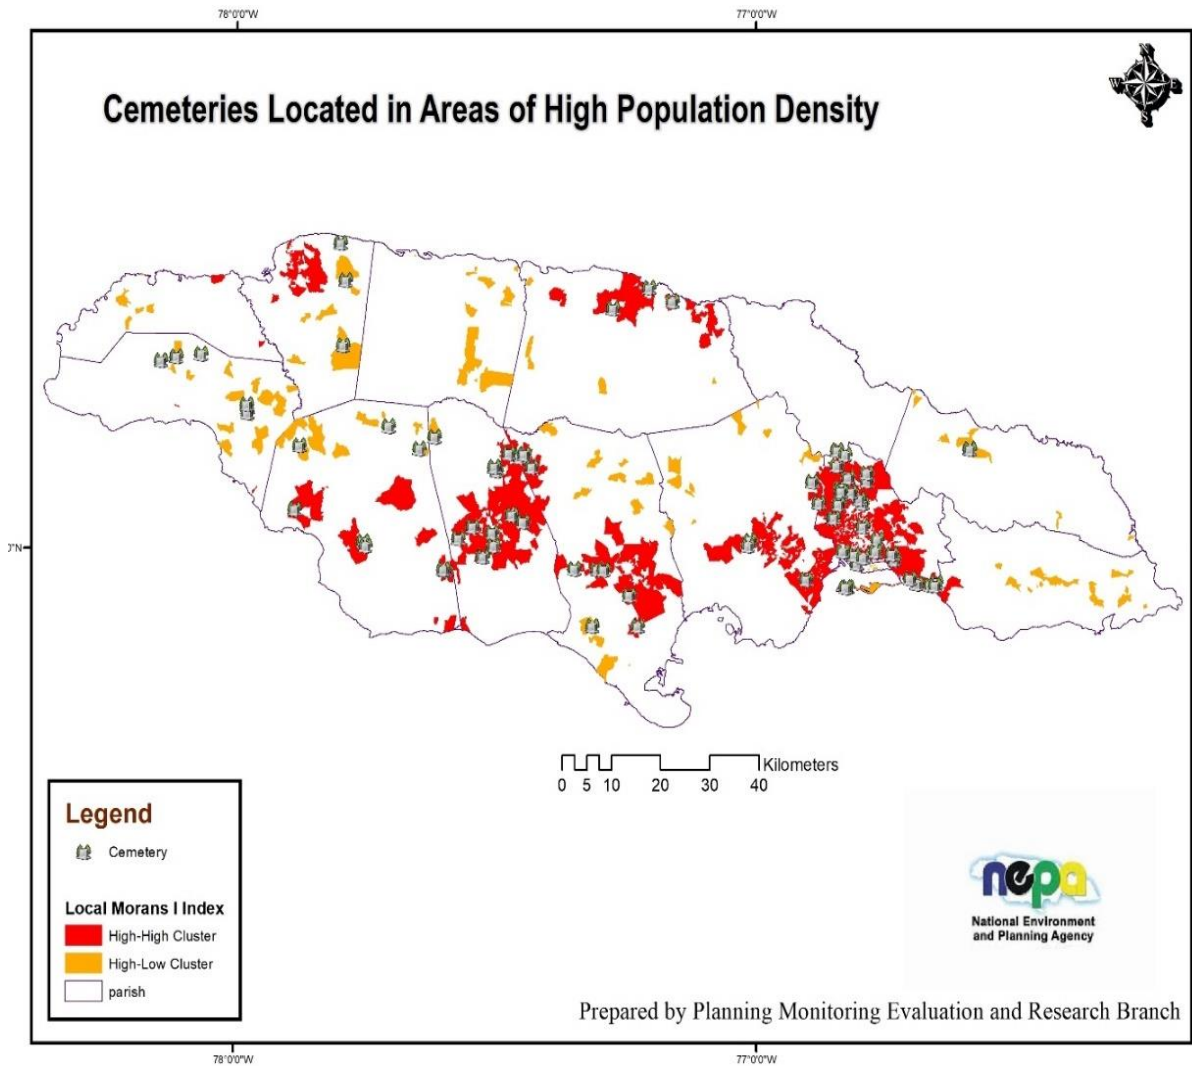 78°0'0"W 77°0'0"W
Cemeteries Located in Areas of High Population Density
N
W E
S
7'N
Kilometers
0 5 10 20 30 40
Legend
Cemetery
Local Morans I Index
High-High Cluster
High-Low Cluster
parish
nepa
National Environment
and Planning Agency
Prepared by Planning Monitoring Evaluation and Research Branch
78°0'0"W 77°0'0"W